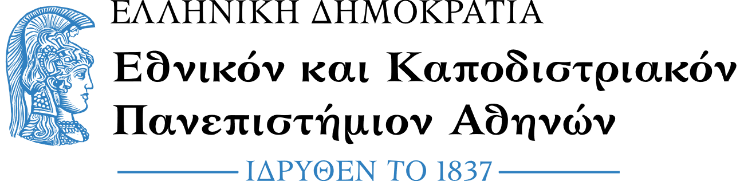 ΕΛΛΗΝΙΚΗ ΔΗΜΟΚΡΑΤΙΑ
Εθνικόν και Καποδιστριακόν
Πανεπιστήμιον Αθηνών
ΙΔΡΥΘΕΝ ΤΟ 1837